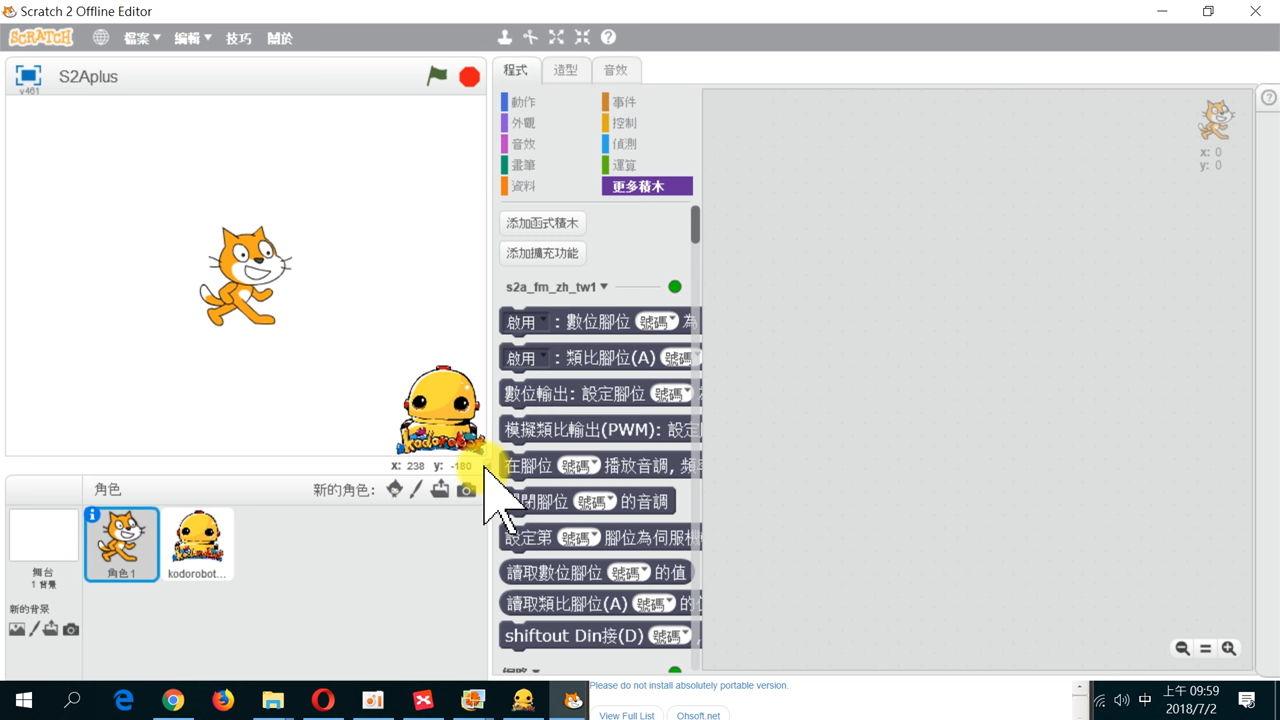 Scratch 2 Offline Editor
SCRATCH
檔案
編輯
技巧
關於
v461
S2Aplus
程式
造型
音效
動作
外觀
音效
畫筆
資料
事件
控制
偵測
運算
更多積木
添加函式積木
添加擴充功能
s2a_fm_zh_tw1
啟用 : 數位腳位 號碼 為
啟用 : 類比腳位(A) 號碼
數位輸出: 設定腳位 號碼
模擬類比輸出(PWM): 設定
在腳位 號碼 播放音調, 頻
關閉腳位 號碼 的音調
設定第 號碼 腳位為伺服機
讀取數位腳位 號碼 的值
讀取類比腳位(A) 號碼 的
shiftout Din接(D) 號碼 ,
x: 0
y: 0
kodorobot
x: 238 y: -180
角色
新的角色:
角色1
kodorobot...
舞台
1 背景
新的背景
Please do not install absolutely portable version.
View Full List
Ohsoft.net
中
上午 09:59
2018/7/2